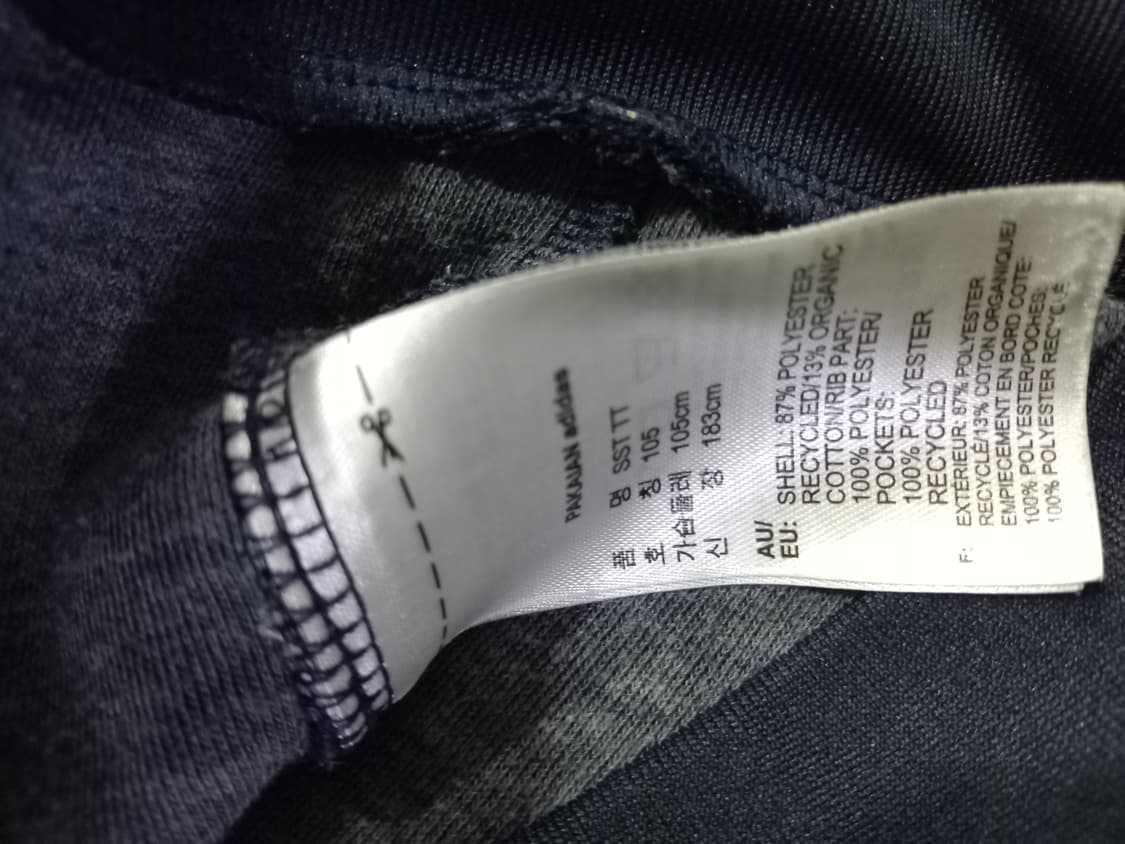 PAKAIAN adidas
품 명 SST TT
호 칭 105
가슴둘레 105cm
신 장 183cm
AU/
EU: SHELL: 87% POLYESTER
RECYCLED/13% ORGANIC
COTTON/RIB PART:
100% POLYESTER/
POCKETS:
100% POLYESTER
RECYCLED
F: EXTÉRIEUR: 87% POLYESTER
RECYCLÉ/13% COTON ORGANIQUE/
EMPIECEMENT EN BORD COTE:
100% POLYESTER/POCHES:
100% POLYESTER RECYCLÉ